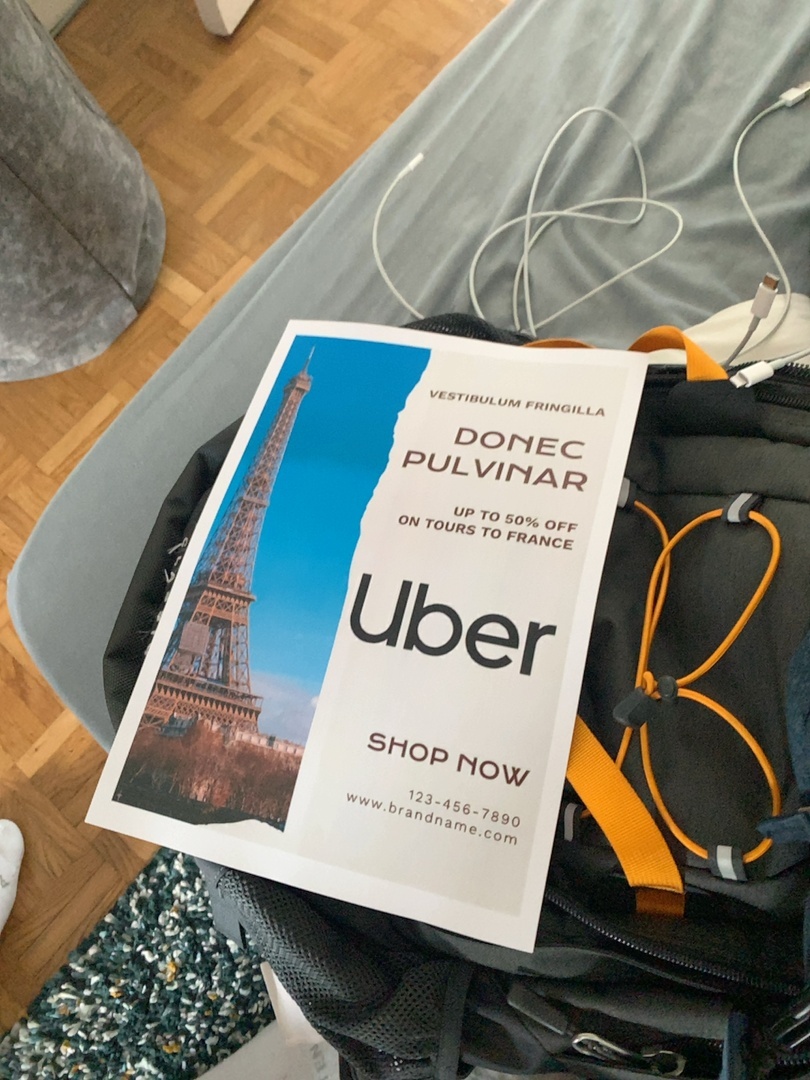 VESTIBULUM FRINGILLA
DONEC
PULVINAR
UP TO 50% OFF
ON TOURS TO FRANCE
Uber
SHOP NOW
123-456-7890
www.brandname.com